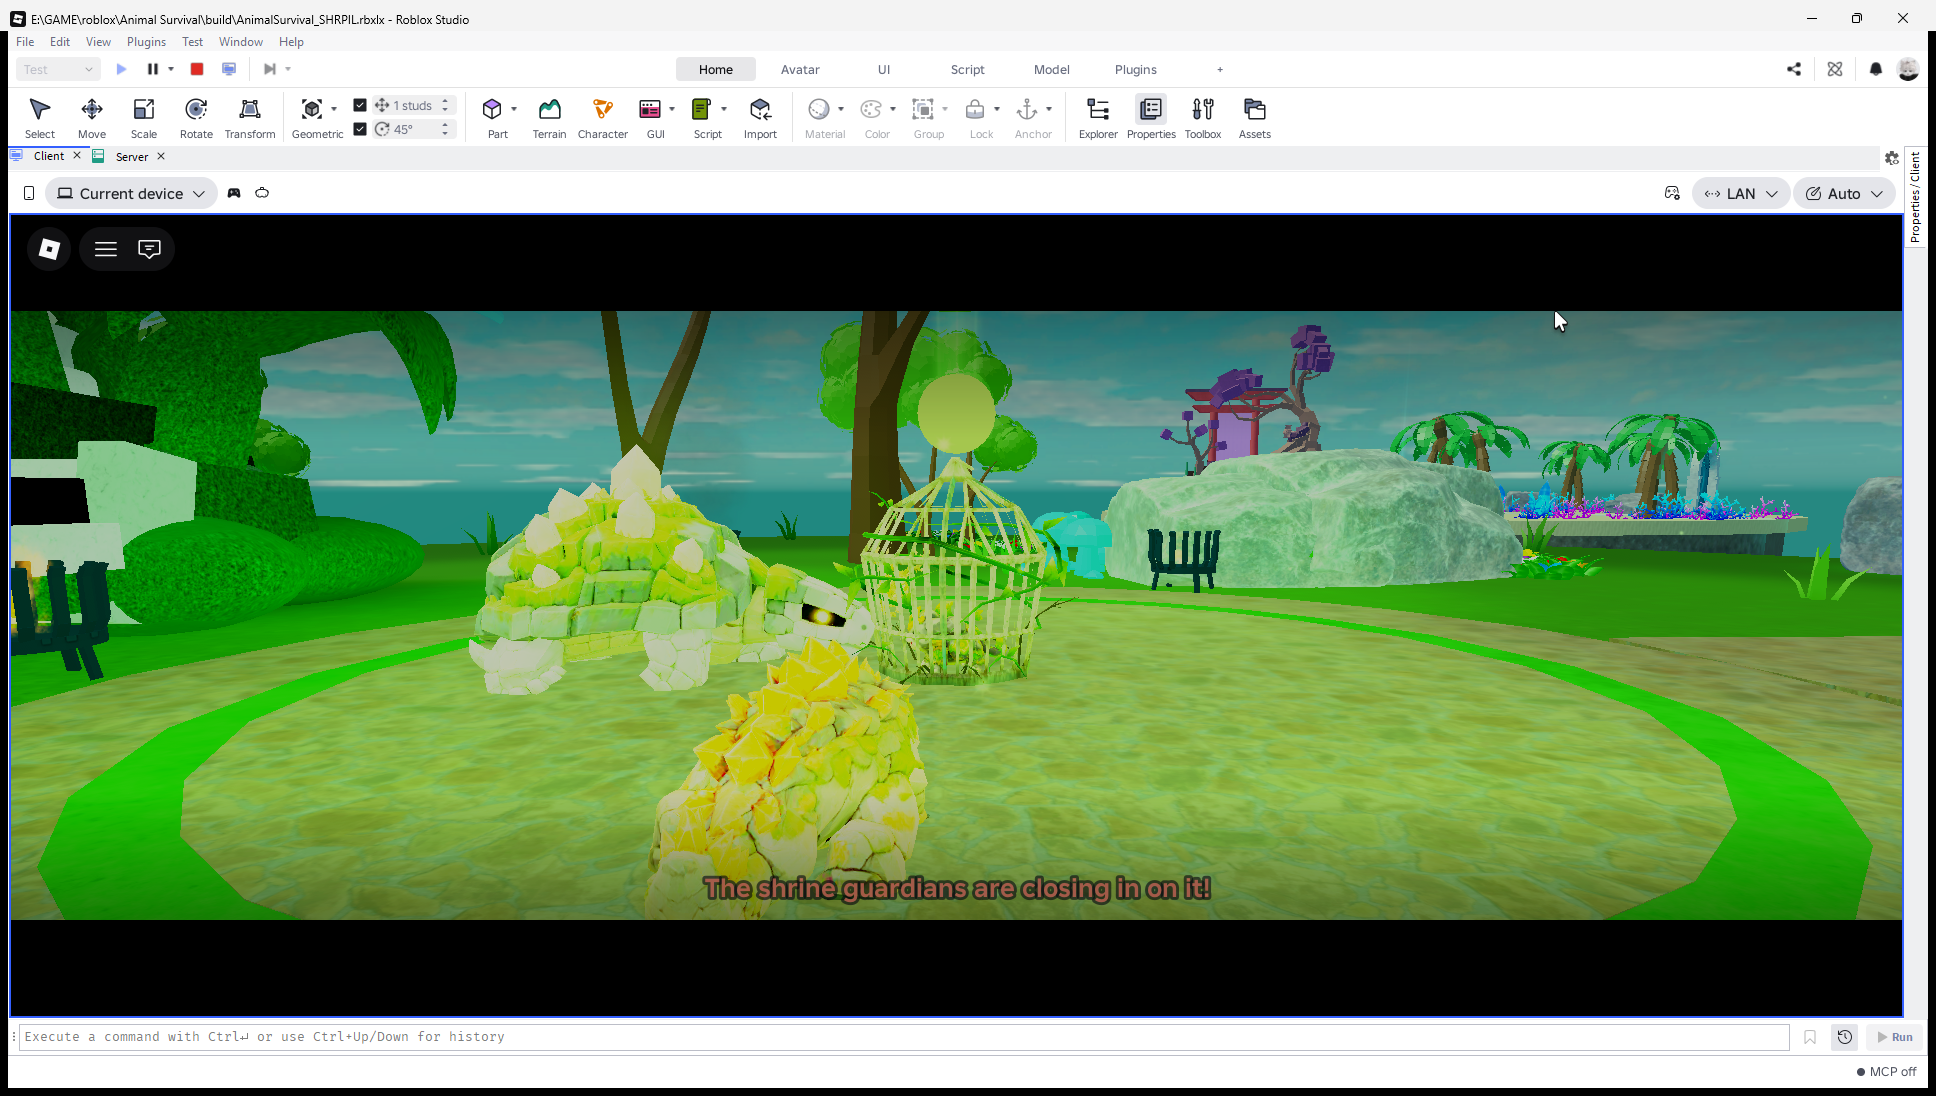 E:\GAME\roblox\Animal Survival\build\AnimalSurvival_SHRPIL.rbxlx - Roblox Studio
File Edit View Plugins Test Window Help
Test Home Avatar UI Script Model Plugins +
1 studs
45°
Select Move Scale Rotate Transform Geometric Part Terrain Character GUI Script Import Material Color Group Lock Anchor Explorer Properties Toolbox Assets
Client Server
Properties / Client
Current device LAN Auto
The shrine guardians are closing in on it!
Execute a command with Ctrl↵ or use Ctrl+Up/Down for history Run
MCP off